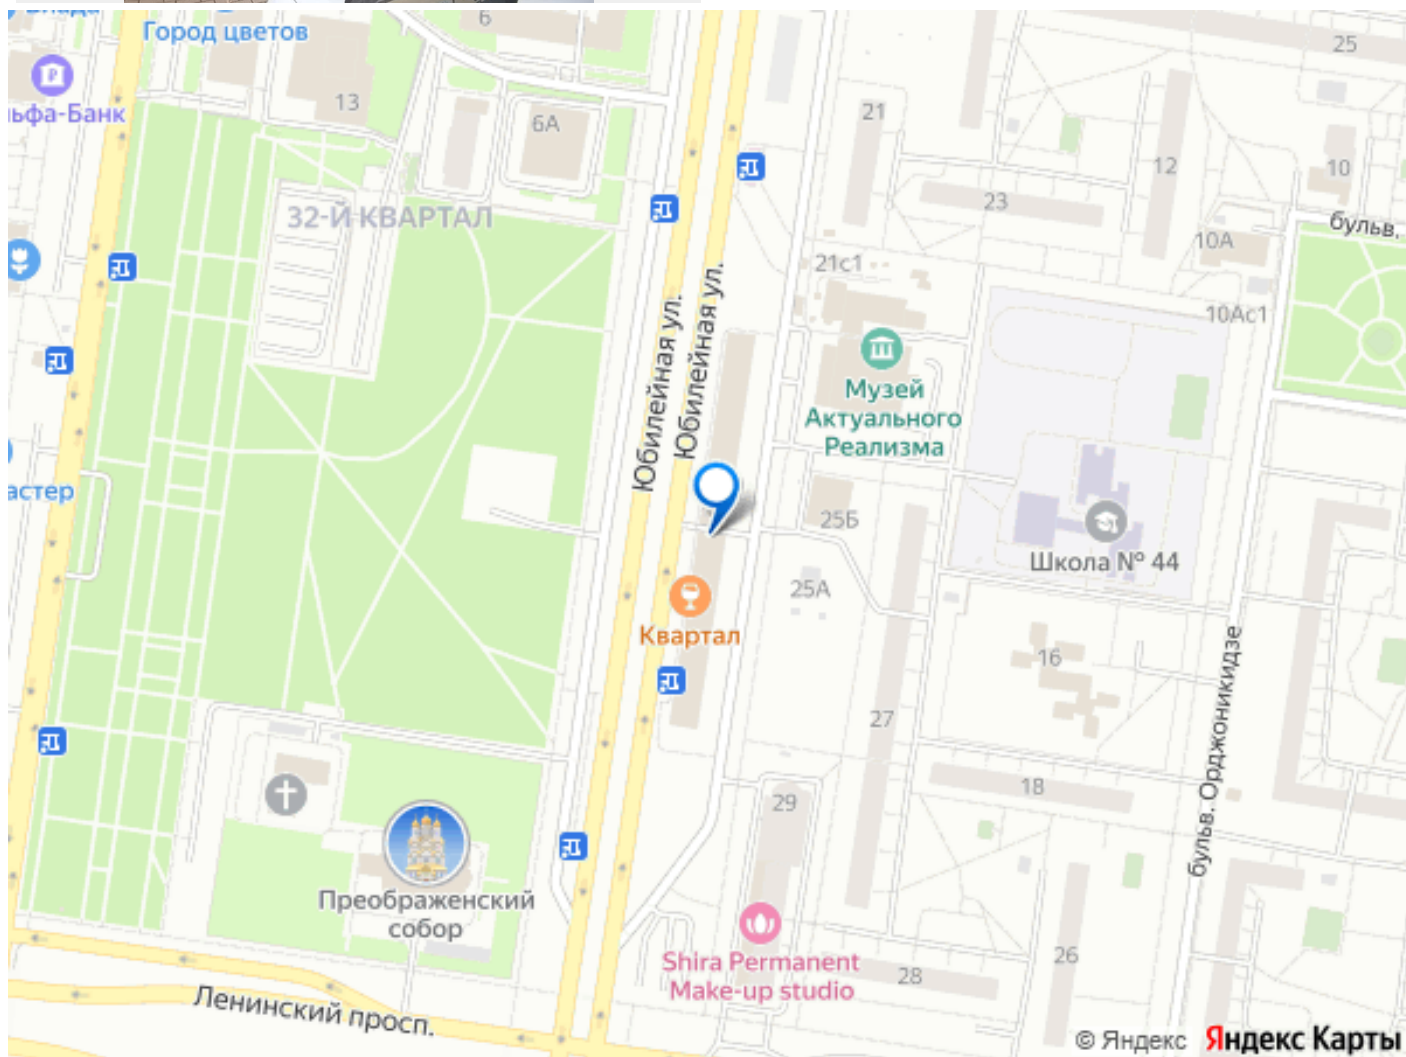 Город цветов
6
25
13
ьфа-Банк
6А
21
12
10
32-Й КВАРТАЛ
23
бульв.
10А
21с1
10Ас1
Юбилейная ул.
Юбилейная ул.
Музей
Актуального
Реализма
астер
25Б
Школа № 44
25А
Квартал
16
бульв. Орджоникидзе
27
18
29
Преображенский
собор
Shira Permanent
Make-up studio
28
26
Ленинский просп.
© Яндекс Яндекс Карты